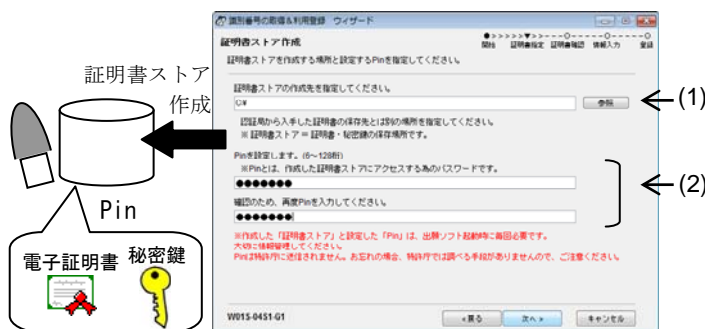 識別番号の取得&利用登録 ウィザード
証明書ストア作成
開始 証明書指定 証明書確認 情報入力 登録
証明書ストアを作成する場所と設定するPinを指定してください。
証明書ストアの作成先を指定してください。
C:¥
参照
(1)
認証局から入手した証明書の保存先とは別の場所を指定してください。
※ 証明書ストア = 証明書・秘密鍵の保存場所です。
Pinを設定します。(6~128桁)
※Pinとは、作成した証明書ストアにアクセスする為のパスワードです。
●●●●●●●
(2)
確認のため、再度Pinを入力してください。
●●●●●●●
※作成した「証明書ストア」と設定した「Pin」は、出願ソフト起動時に毎回必要です。
大切に情報管理してください。
Pinは特許庁に送信されません。お忘れの場合、特許庁では調べる手段がありませんので、ご注意ください。
W01S-04S1-G1
<戻る
次へ >
キャンセル
証明書ストア
作成
Pin
電子証明書 秘密鍵